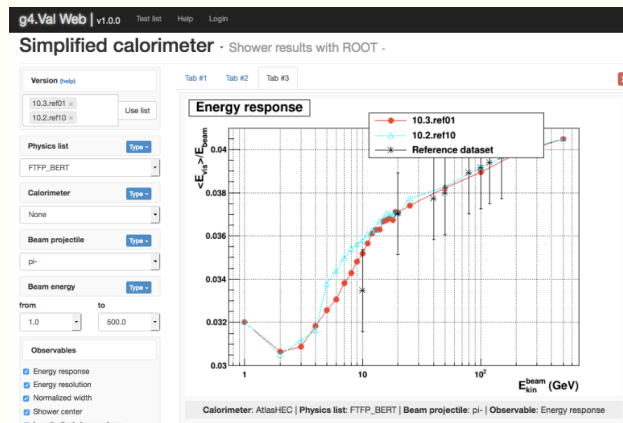 g4.Val Web | v1.0.0 Test list Help Login
Simplified calorimeter · Shower results with ROOT ·
Version (help)
10.3.ref01 ×
10.2.ref10 ×
Use list
Physics list Type
FTFP_BERT
Calorimeter Type
None
Beam projectile Type
pi-
Beam energy Type
from to
1.0 500.0
Observables
Energy response
Energy resolution
Normalized width
Shower center
Tab #1 Tab #2 Tab #3
Energy response
10.3.ref01
10.2.ref10
Reference dataset
<E_vis>/E_beam
0.04
0.038
0.036
0.034
0.032
0.03
1 10 10²
E_kin^beam (GeV)
Calorimeter: AtlasHEC | Physics list: FTFP_BERT | Beam projectile: pi- | Observable: Energy response